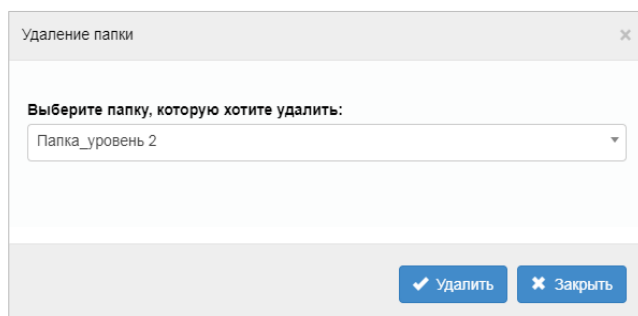 Удаление папки
Выберите папку, которую хотите удалить:
Папка_уровень 2
Удалить
Закрыть